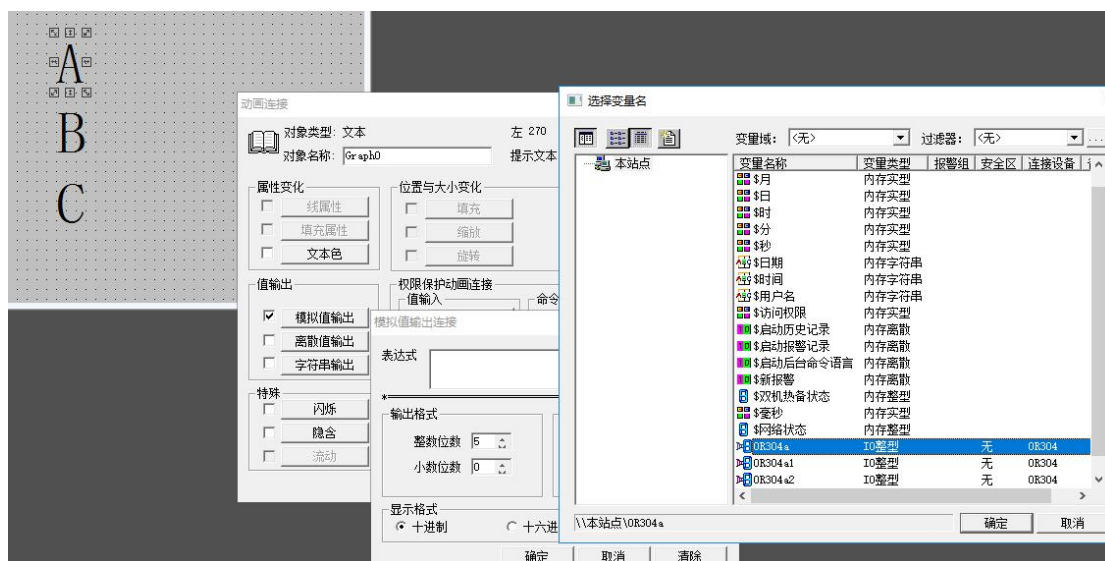 A
B
C
动画连接
对象类型: 文本
左 270
对象名称: Graph0
提示文本
属性变化
线属性
填充属性
文本色
位置与大小变化
填充
缩放
旋转
值输出
模拟值输出
离散值输出
字符串输出
权限保护动画连接
值输入
命令
特殊
闪烁
隐含
流动
模拟值输出连接
表达式
输出格式
整数位数 5
小数位数 0
显示格式
十进制
十六进
确定 取消 清除
选择变量名
变量域: <无> 过滤器: <无> ...
本站点
变量名称 变量类型 报警组 安全区 连接设备
$月 内存实型
$日 内存实型
$时 内存实型
$分 内存实型
$秒 内存实型
$日期 内存字符串
$时间 内存字符串
$用户名 内存字符串
$访问权限 内存实型
$启动历史记录 内存离散
$启动报警记录 内存离散
$启动后台命令语言 内存离散
$新报警 内存离散
$双机热备状态 内存整型
$毫秒 内存实型
$网络状态 内存整型
OR304a IO整型 无 OR304
OR304a1 IO整型 无 OR304
OR304a2 IO整型 无 OR304
\\本站点\OR304a
确定 取消